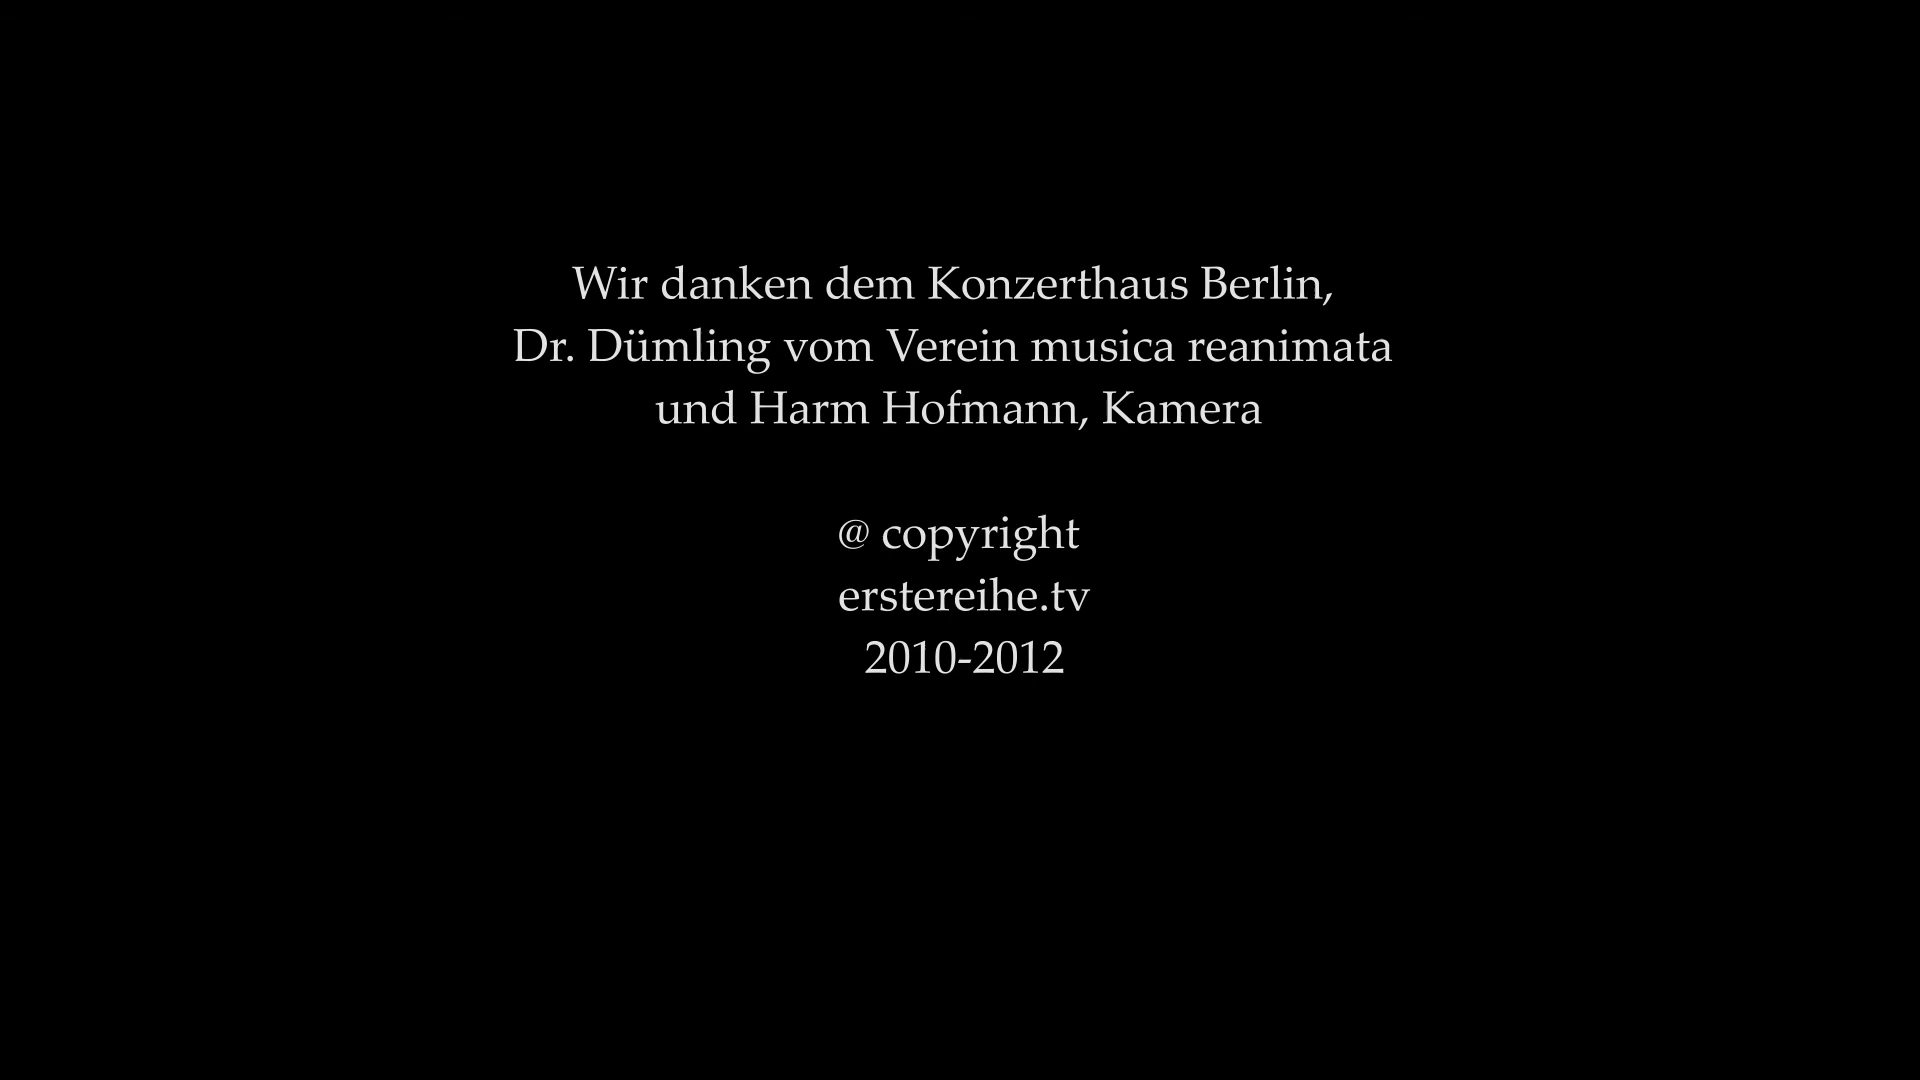 Wir danken dem Konzerthaus Berlin,
Dr. Dümling vom Verein musica reanimata
und Harm Hofmann, Kamera
@ copyright
erstereihe.tv
2010-2012